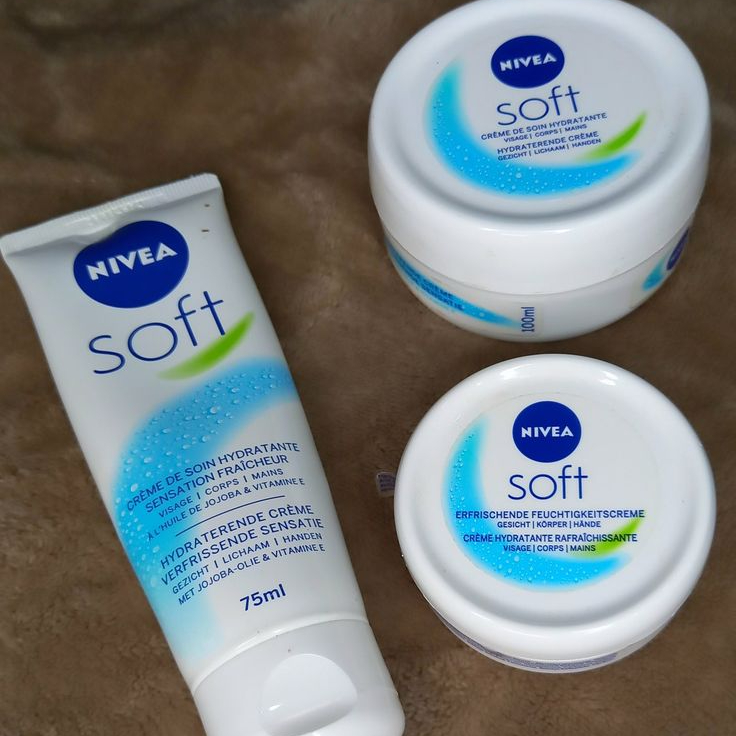 NIVEA
soft
CRÈME DE SOIN HYDRATANTE
SENSATION FRAÎCHEUR
VISAGE | CORPS | MAINS
À L'HUILE DE JOJOBA & VITAMINE E
HYDRATERENDE CRÈME
VERFRISSENDE SENSATIE
GEZICHT | LICHAAM | HANDEN
MET JOJOBA-OLIE & VITAMINE E
75ml
NIVEA
soft
CRÈME DE SOIN HYDRATANTE
VISAGE | CORPS | MAINS
HYDRATERENDE CRÈME
GEZICHT | LICHAAM | HANDEN
100ml
NIVEA
soft
ERFRISCHENDE FEUCHTIGKEITSCREME
GESICHT | KÖRPER | HÄNDE
CRÈME HYDRATANTE RAFRAÎCHISSANTE
VISAGE | CORPS | MAINS